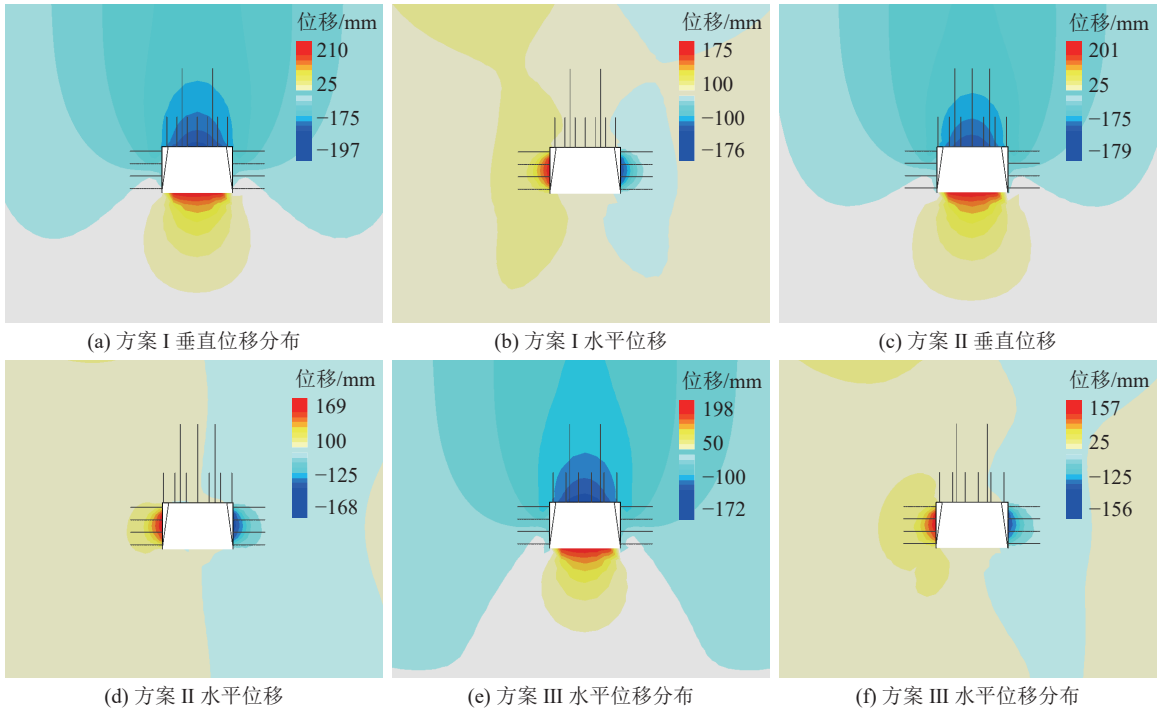 位移/mm
210
25
−175
−197
(a) 方案 I 垂直位移分布
位移/mm
175
100
−100
−176
(b) 方案 I 水平位移
位移/mm
201
25
−175
−179
(c) 方案 II 垂直位移
位移/mm
169
100
−125
−168
(d) 方案 II 水平位移
位移/mm
198
50
−100
−172
(e) 方案 III 水平位移分布
位移/mm
157
25
−125
−156
(f) 方案 III 水平位移分布